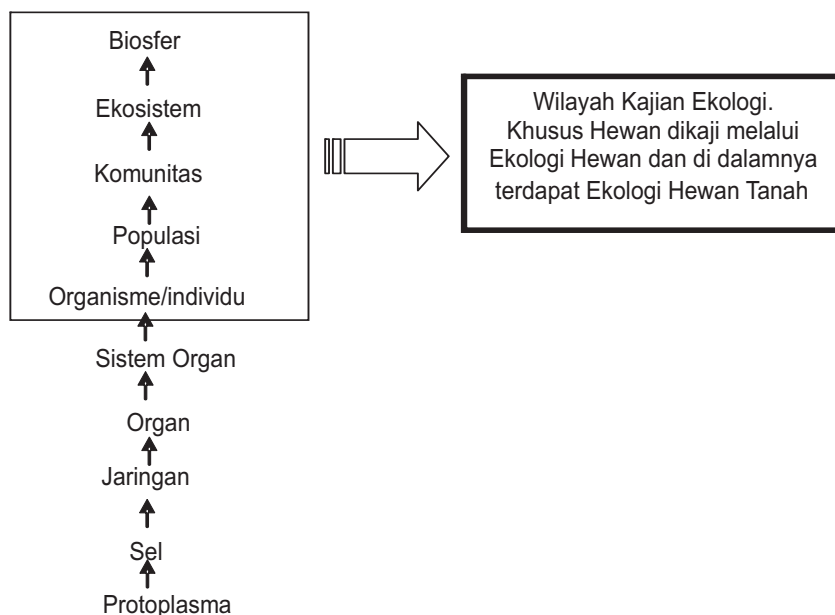 Biosfer
Ekosistem
Komunitas
Populasi
Organisme/individu
Sistem Organ
Organ
Jaringan
Sel
Protoplasma
Wilayah Kajian Ekologi.
Khusus Hewan dikaji melalui
Ekologi Hewan dan di dalamnya
terdapat Ekologi Hewan Tanah